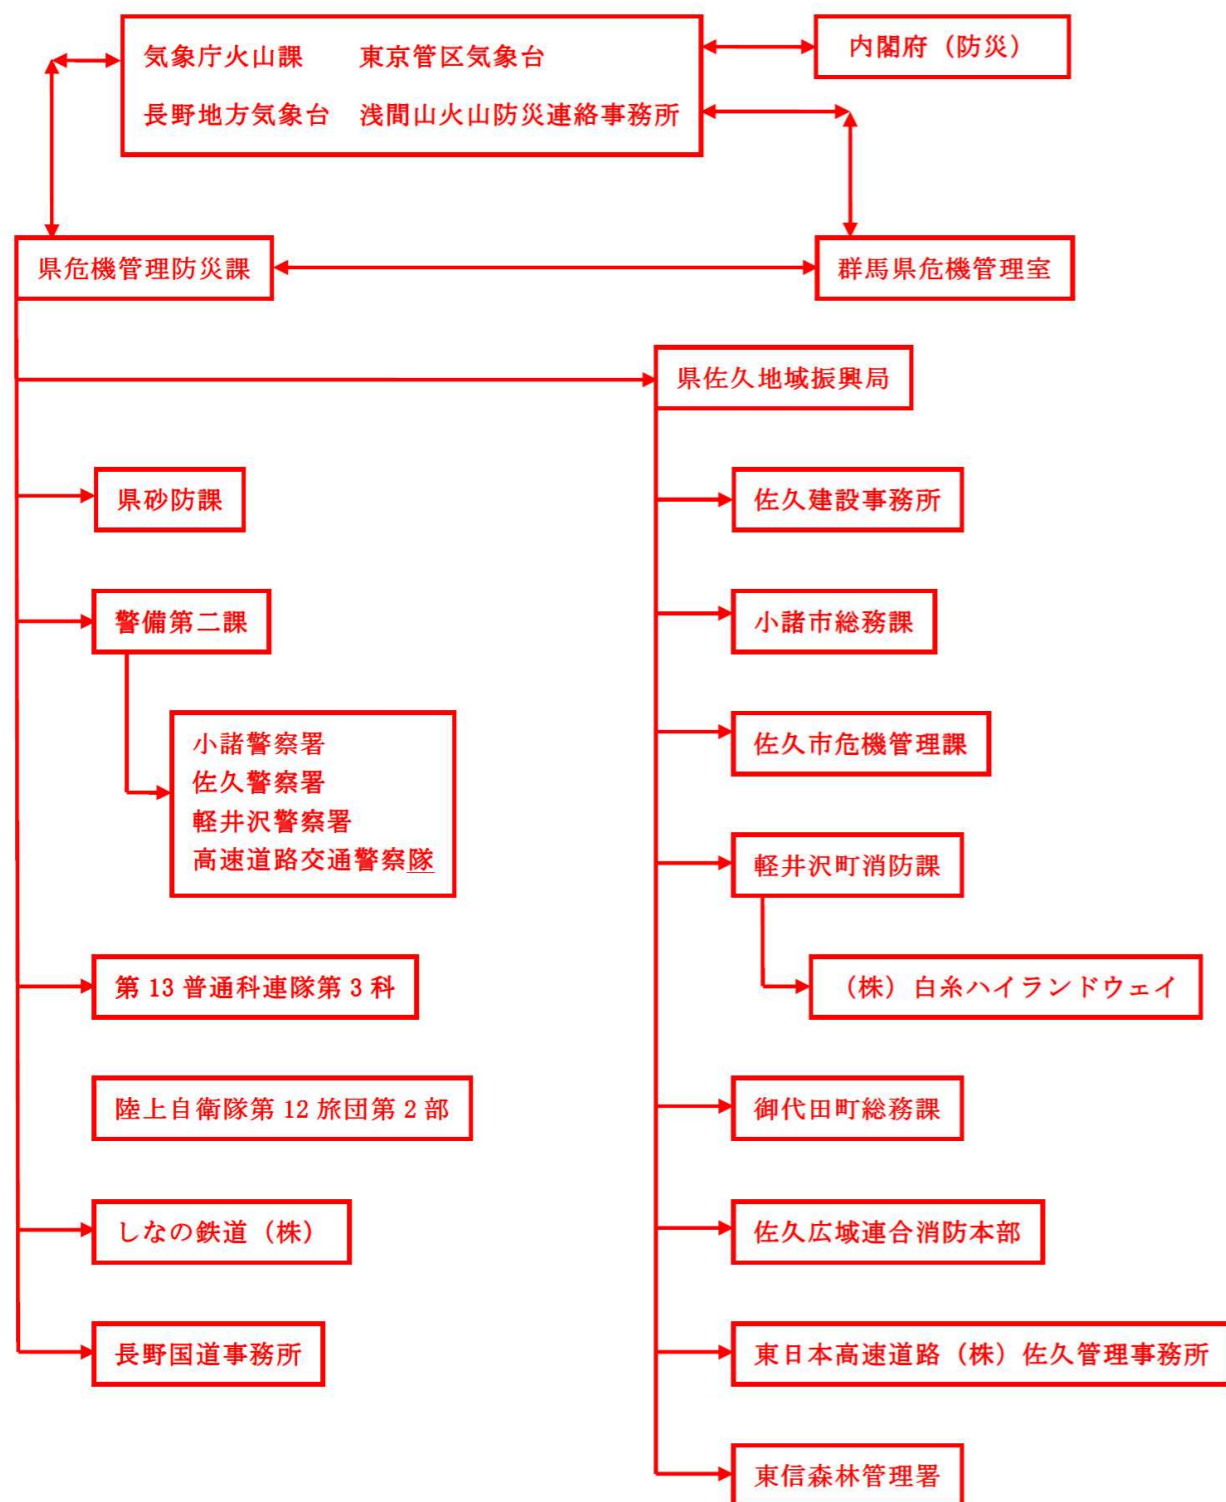 気象庁火山課 東京管区気象台
長野地方気象台 浅間山火山防災連絡事務所
内閣府（防災）
県危機管理防災課
群馬県危機管理室
県佐久地域振興局
県砂防課
警備第二課
小諸警察署
佐久警察署
軽井沢警察署
高速道路交通警察隊
第13普通科連隊第3科
陸上自衛隊第12旅団第2部
しなの鉄道（株）
長野国道事務所
佐久建設事務所
小諸市総務課
佐久市危機管理課
軽井沢町消防課
（株）白糸ハイランドウェイ
御代田町総務課
佐久広域連合消防本部
東日本高速道路（株）佐久管理事務所
東信森林管理署